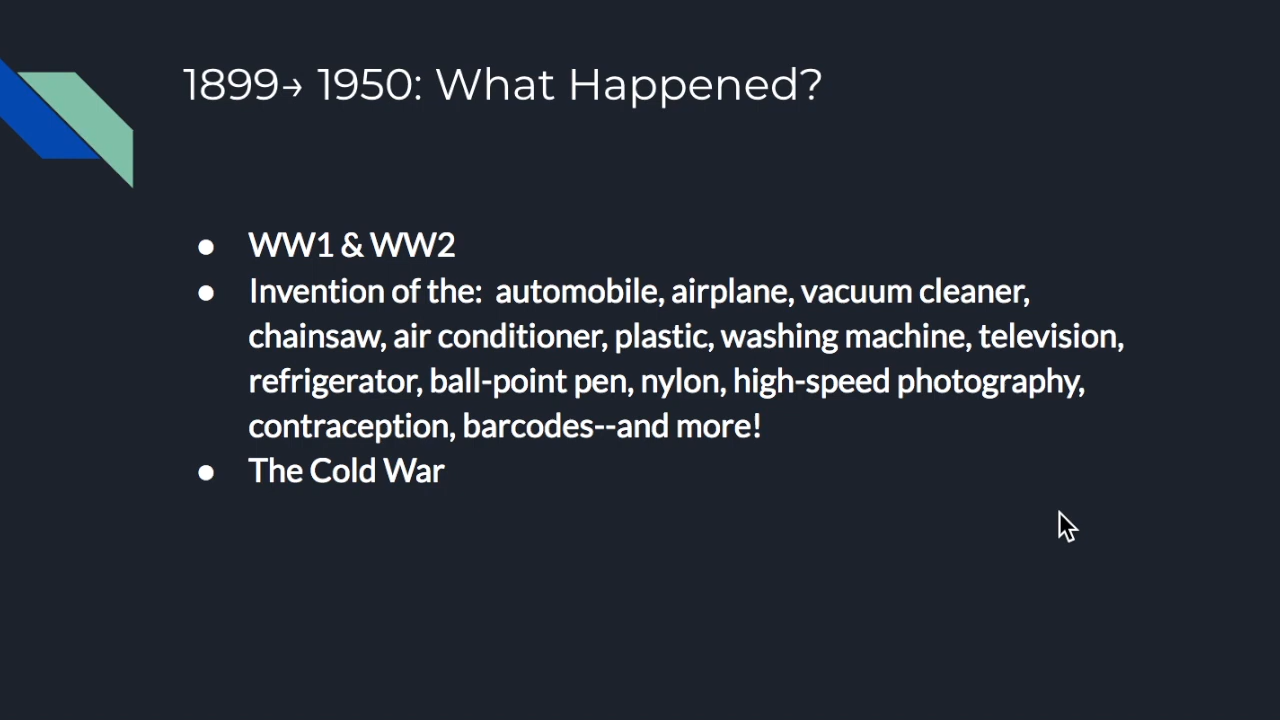 1899→ 1950: What Happened?
● WW1 & WW2
● Invention of the:  automobile, airplane, vacuum cleaner,
chainsaw, air conditioner, plastic, washing machine, television,
refrigerator, ball-point pen, nylon, high-speed photography,
contraception, barcodes--and more!
● The Cold War